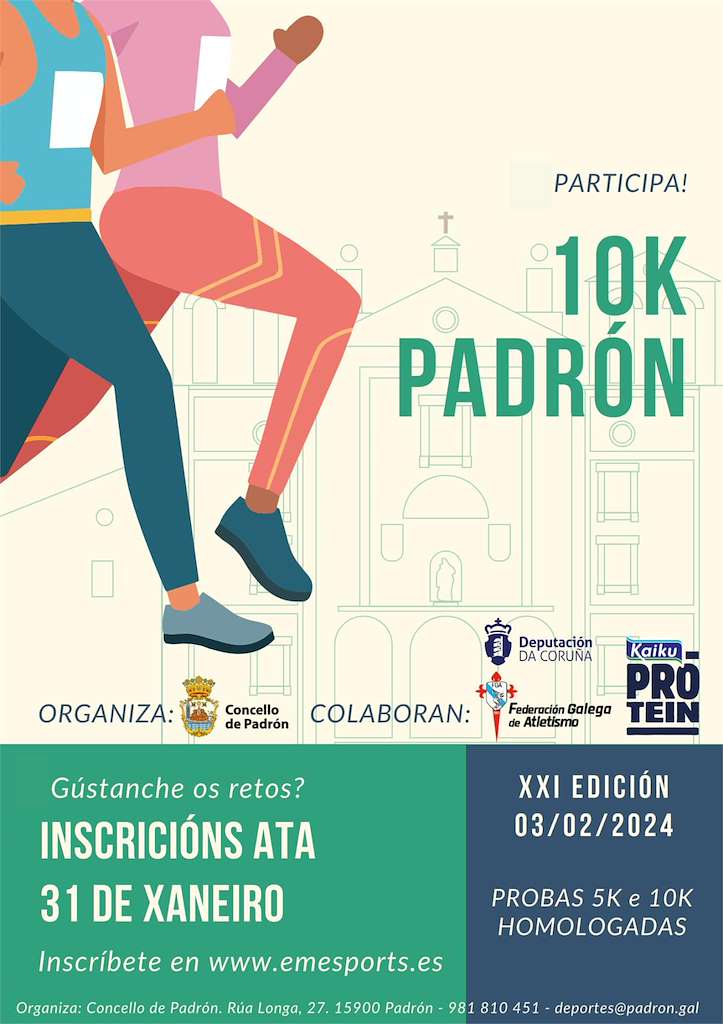 PARTICIPA!
10K
PADRÓN
ORGANIZA:
Concello
de Padrón
COLABORAN:
Deputación
DA CORUÑA
FGA
Federación Galega
de Atletismo
Kaiku
PRÓ
TEIN
Gústanche os retos?
INSCRICIÓNS ATA
31 DE XANEIRO
Inscríbete en www.emesports.es
XXI EDICIÓN
03/02/2024
PROBAS 5K e 10K
HOMOLOGADAS
Organiza: Concello de Padrón. Rúa Longa, 27. 15900 Padrón - 981 810 451 - deportes@padron.gal